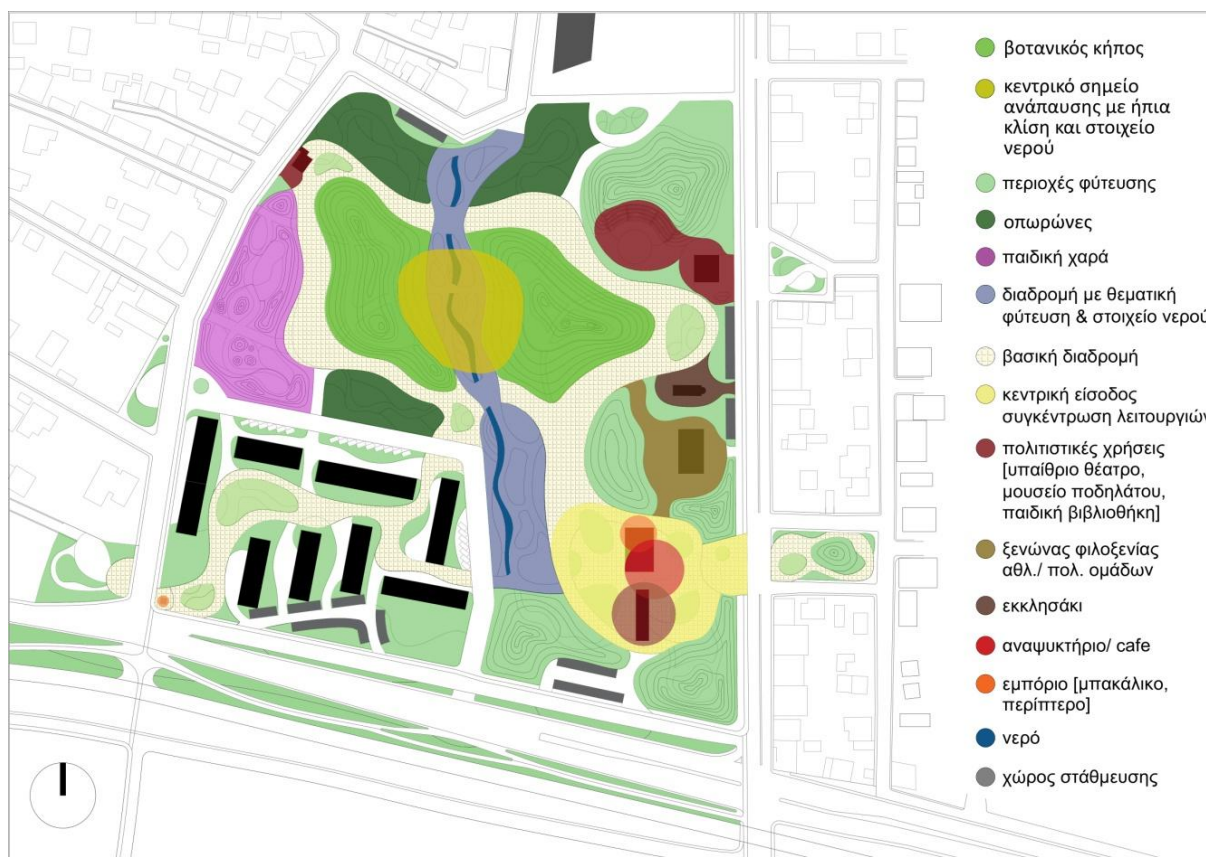 βοτανικός κήπος
κεντρικό σημείο
ανάπαυσης με ήπια
κλίση και στοιχείο
νερού
περιοχές φύτευσης
οπωρώνες
παιδική χαρά
διαδρομή με θεματική
φύτευση & στοιχείο νερού
βασική διαδρομή
κεντρική είσοδος
συγκέντρωση λειτουργιών
πολιτιστικές χρήσεις
[υπαίθριο θέατρο,
μουσείο ποδηλάτου,
παιδική βιβλιοθήκη]
ξενώνας φιλοξενίας
αθλ./ πολ. ομάδων
εκκλησάκι
αναψυκτήριο/ cafe
εμπόριο [μπακάλικο,
περίπτερο]
νερό
χώρος στάθμευσης